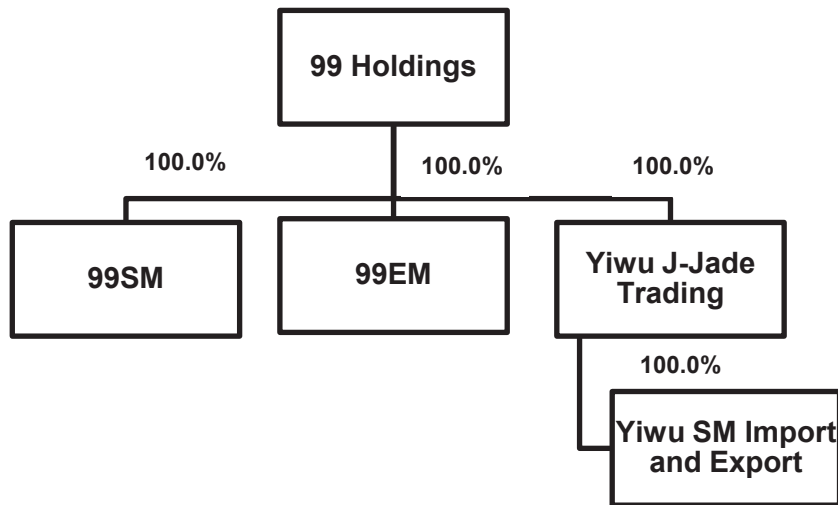 99 Holdings
100.0%
100.0%
100.0%
99SM
99EM
Yiwu J-Jade
Trading
100.0%
Yiwu SM Import
and Export